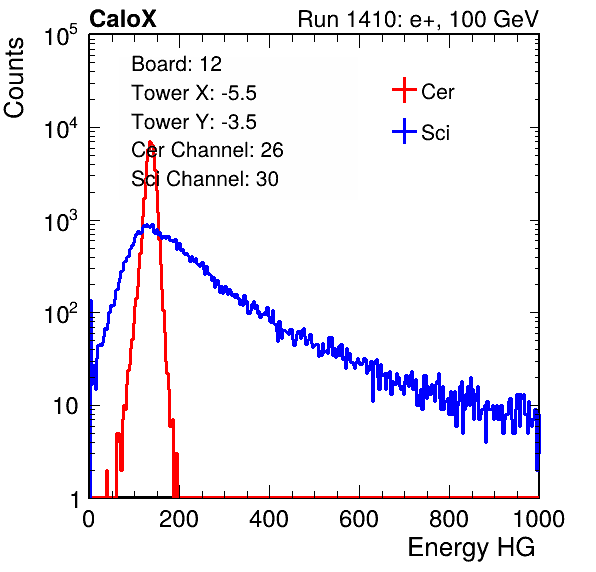 CaloX Run 1410: e+, 100 GeV
Counts
10^5
10^4
10^3
10^2
10
1
Board: 12
Tower X: -5.5
Tower Y: -3.5
Cer Channel: 26
Sci Channel: 30
Cer
Sci
0 200 400 600 800 1000
Energy HG